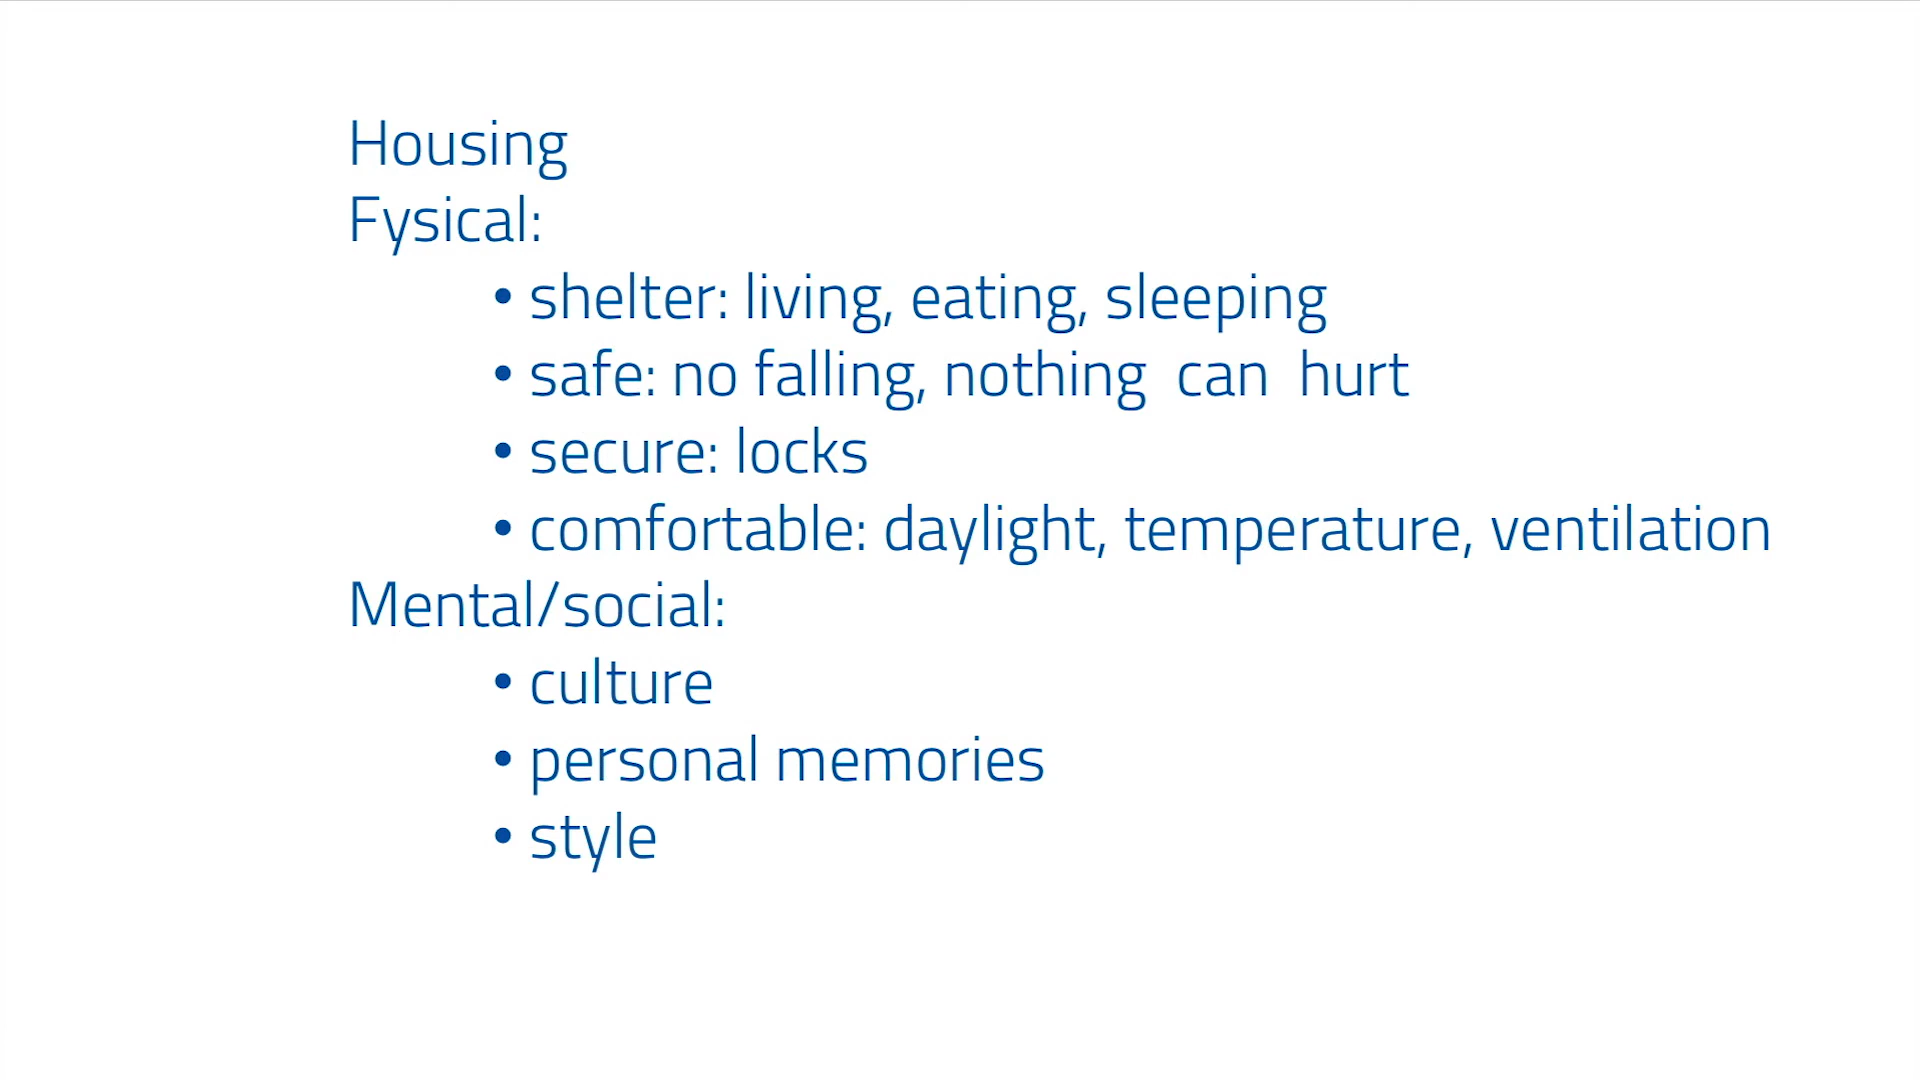 Housing
Fysical:
• shelter: living, eating, sleeping
• safe: no falling, nothing can hurt
• secure: locks
• comfortable: daylight, temperature, ventilation
Mental/social:
• culture
• personal memories
• style